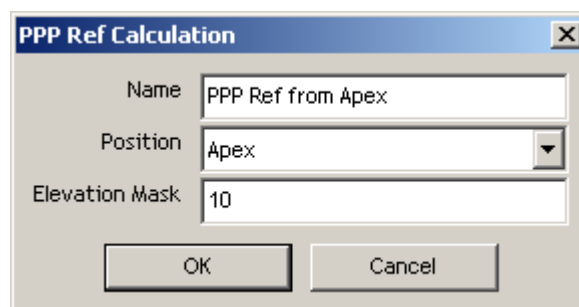 PPP Ref Calculation
Name PPP Ref from Apex
Position Apex
Elevation Mask 10
OK Cancel